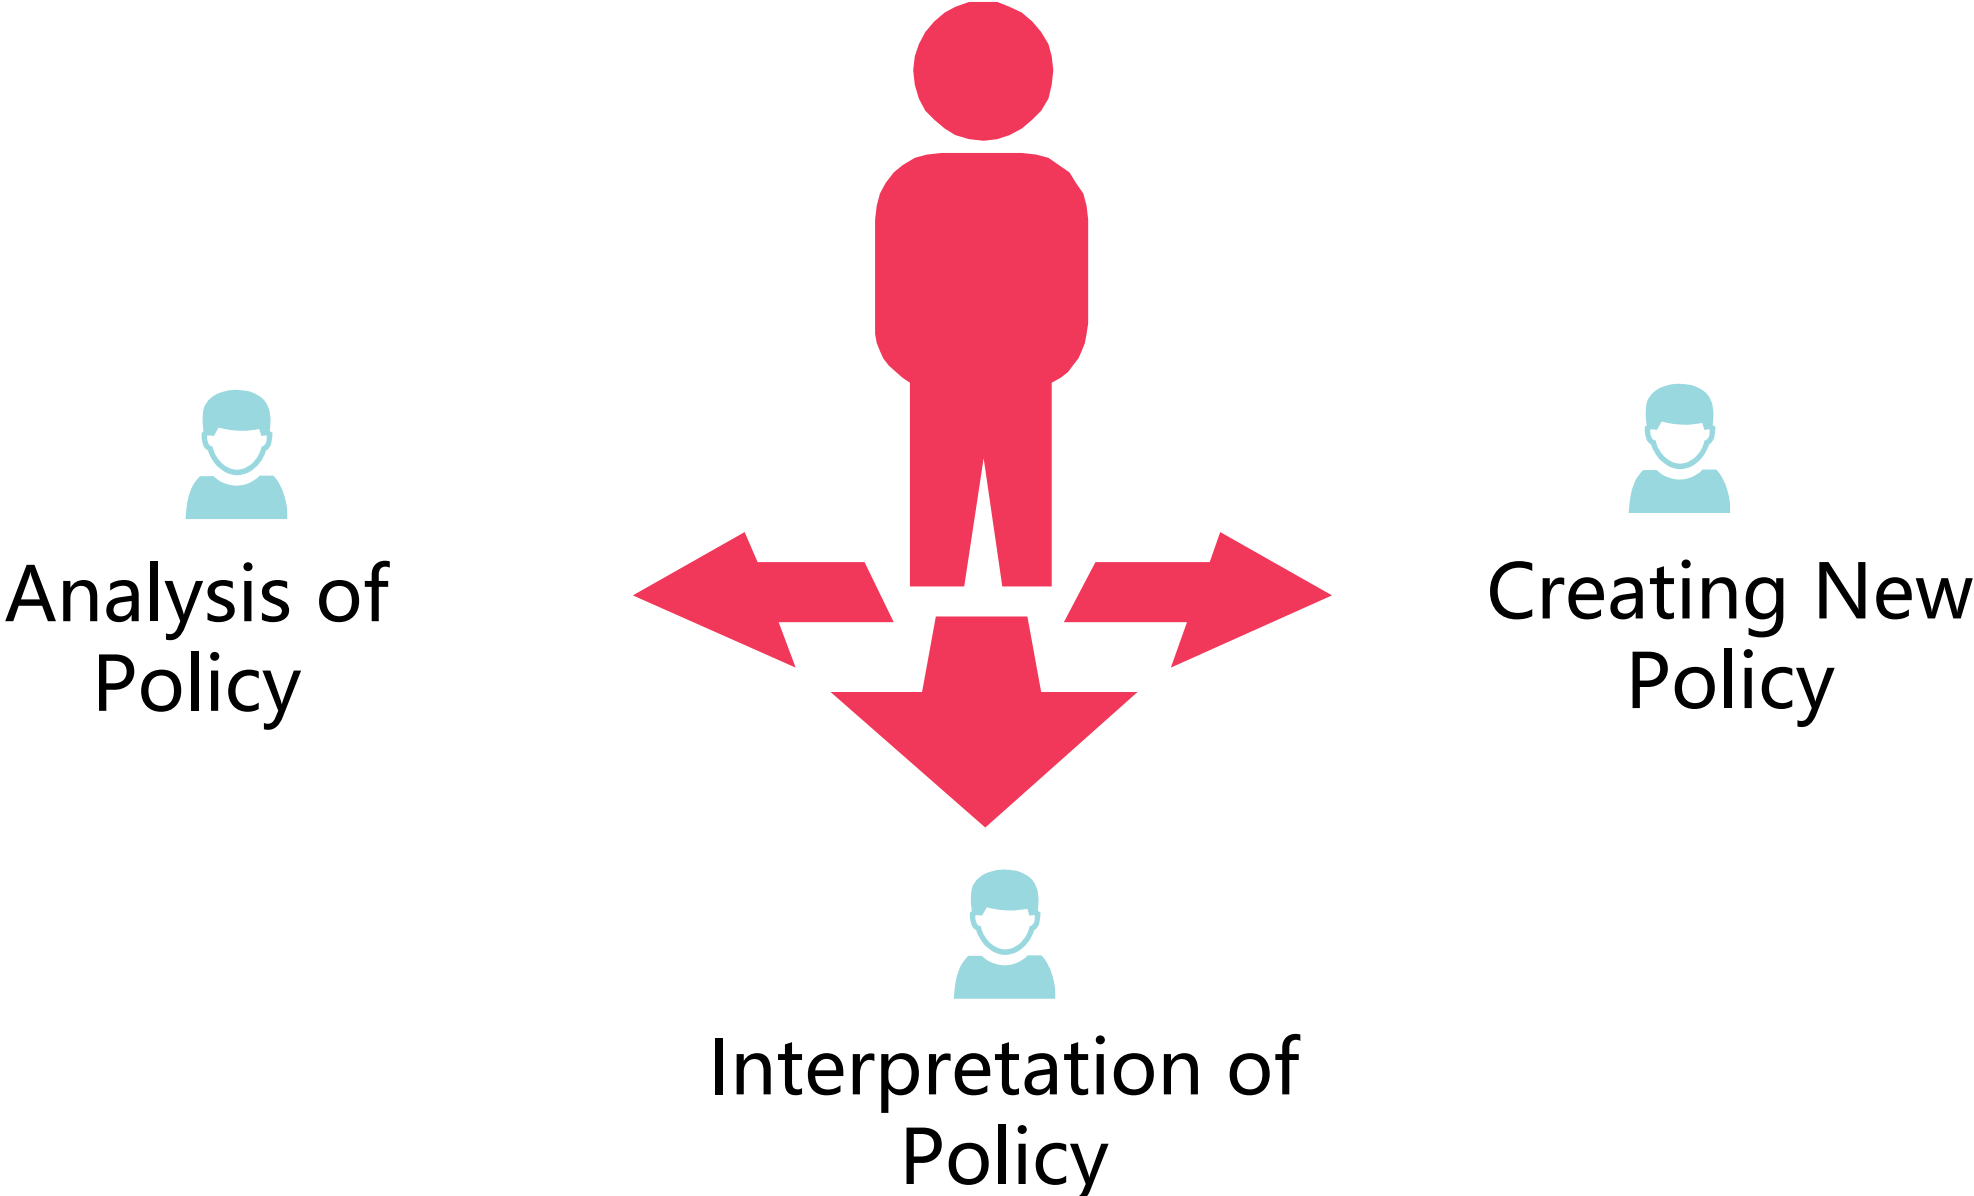 Analysis of
Policy
Creating New
Policy
Interpretation of
Policy